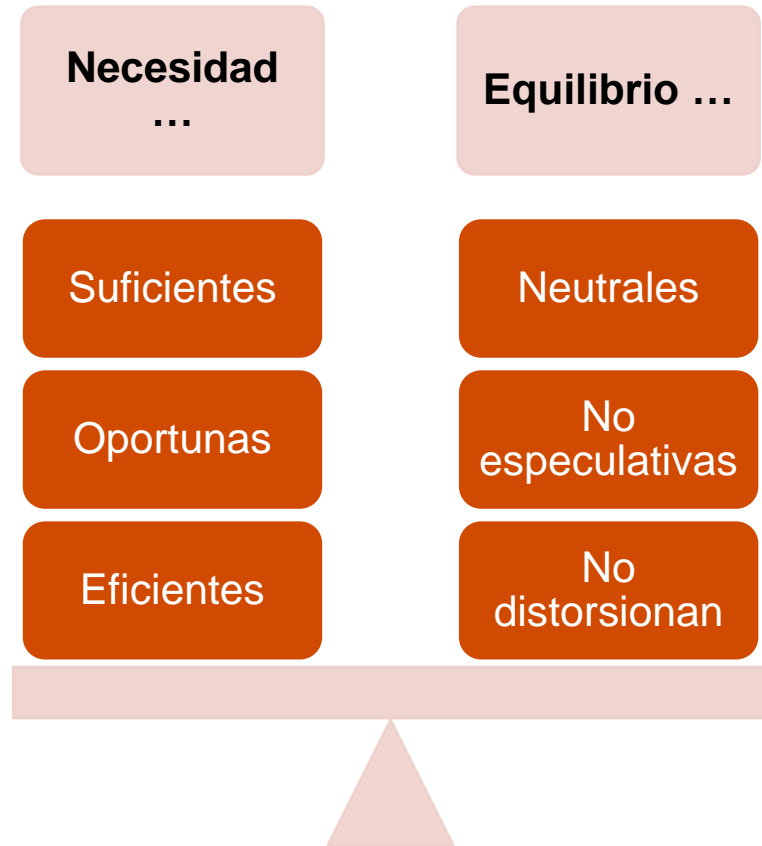 Necesidad
…
Equilibrio …
Suficientes
Neutrales
Oportunas
No
especulativas
Eficientes
No
distorsionan